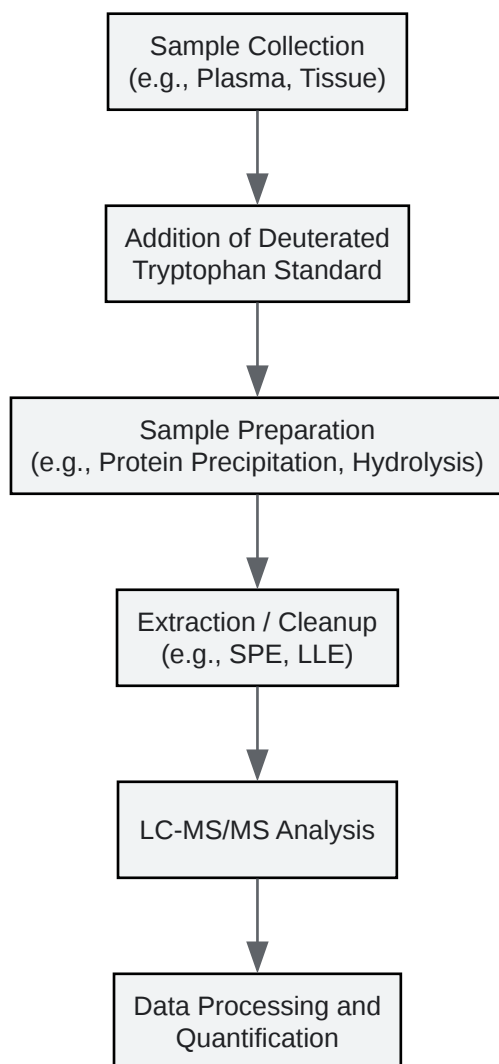 Sample Collection
(e.g., Plasma, Tissue)
Addition of Deuterated
Tryptophan Standard
Sample Preparation
(e.g., Protein Precipitation, Hydrolysis)
Extraction / Cleanup
(e.g., SPE, LLE)
LC-MS/MS Analysis
Data Processing and
Quantification